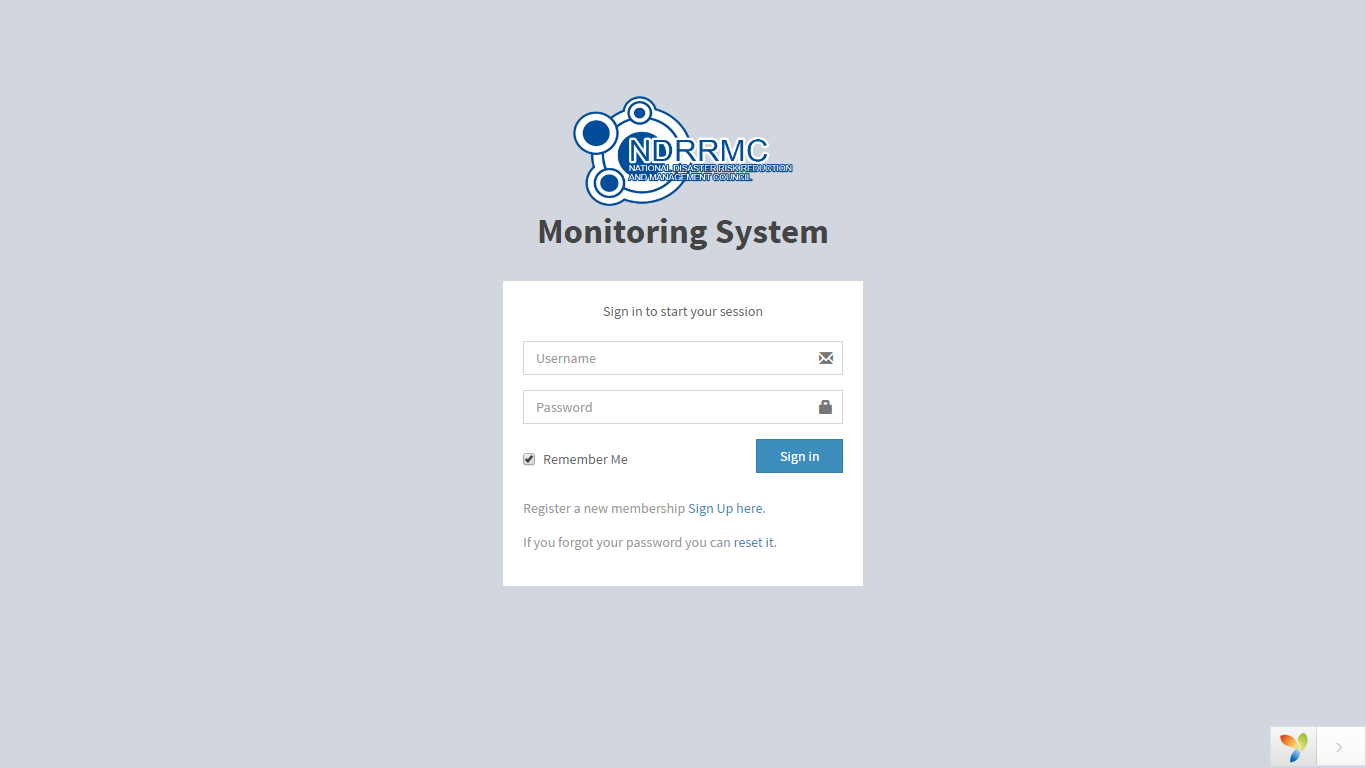 NDRRMC
NATIONAL DISASTER RISK REDUCTION
AND MANAGEMENT COUNCIL
Monitoring System
Sign in to start your session
Username
Password
Remember Me
Sign in
Register a new membership Sign Up here.
If you forgot your password you can reset it.